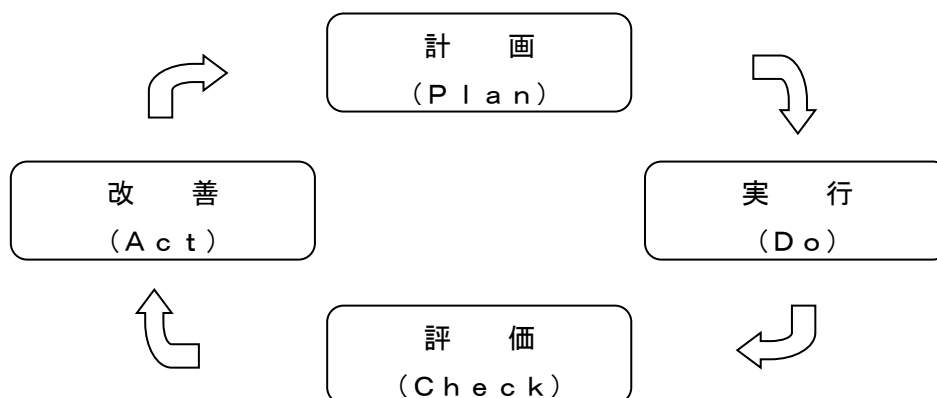 計　画
(Plan)
改　善
(Act)
実　行
(Do)
評　価
(Check)